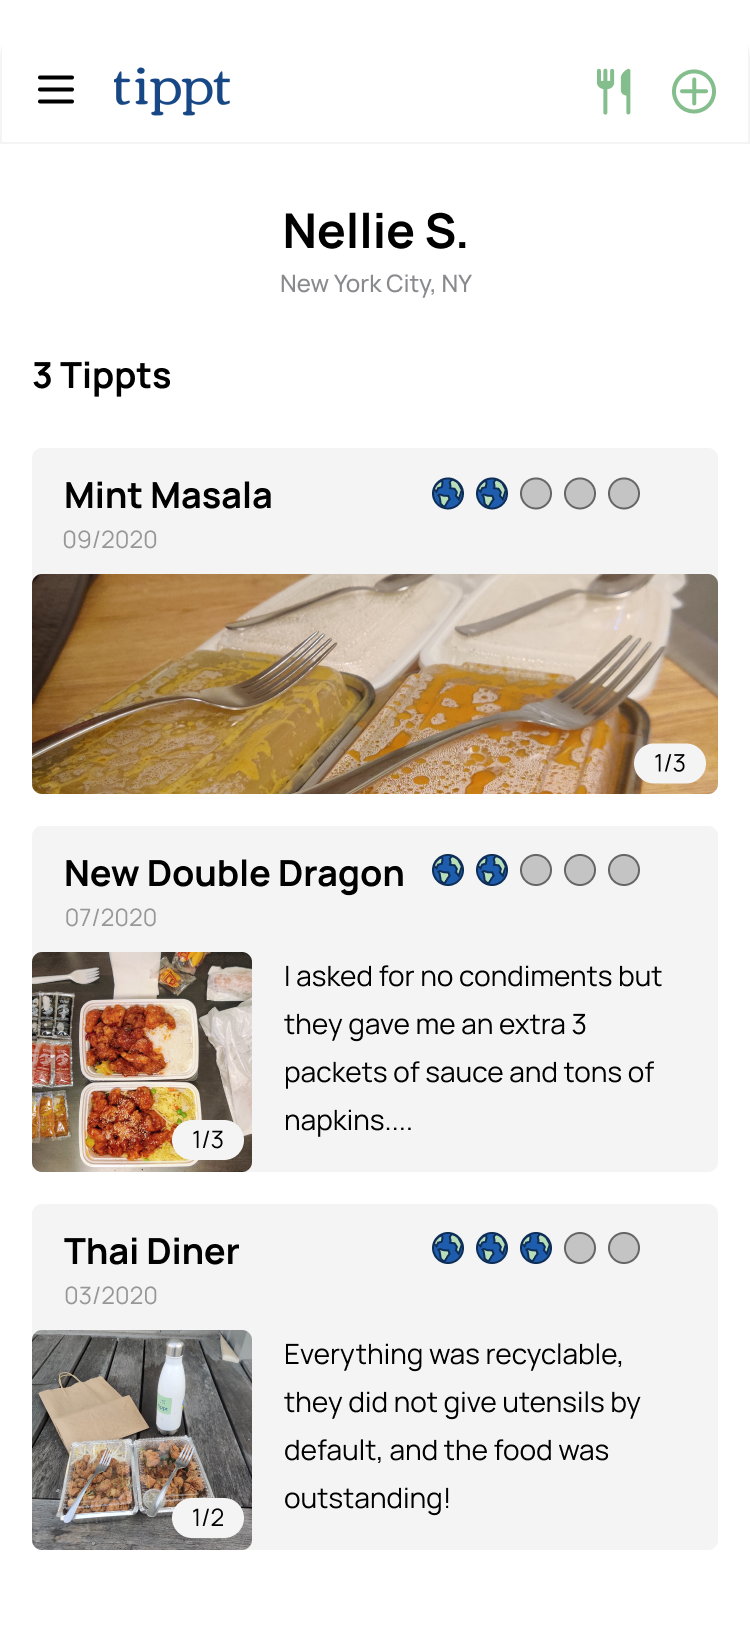 tippt
Nellie S.
New York City, NY
3 Tippts
Mint Masala
09/2020
1/3
New Double Dragon
07/2020
I asked for no condiments but
they gave me an extra 3
packets of sauce and tons of
napkins....
1/3
Thai Diner
03/2020
Everything was recyclable,
they did not give utensils by
default, and the food was
outstanding!
1/2